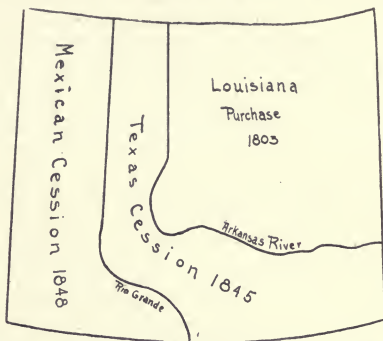 Mexican Cession 1848
Texas Cession 1845
Louisiana
Purchase
1803
Arkansas River
Rio Grande